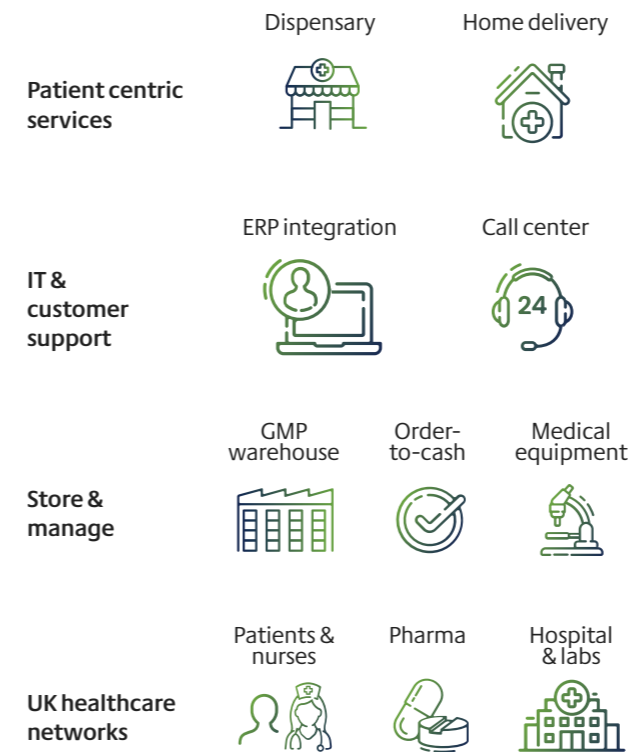 Dispensary
Home delivery
Patient centric
services
ERP integration
Call center
IT &
customer
support
24
GMP
warehouse
Order-
to-cash
Medical
equipment
Store &
manage
Patients &
nurses
Pharma
Hospital
& labs
UK healthcare
networks